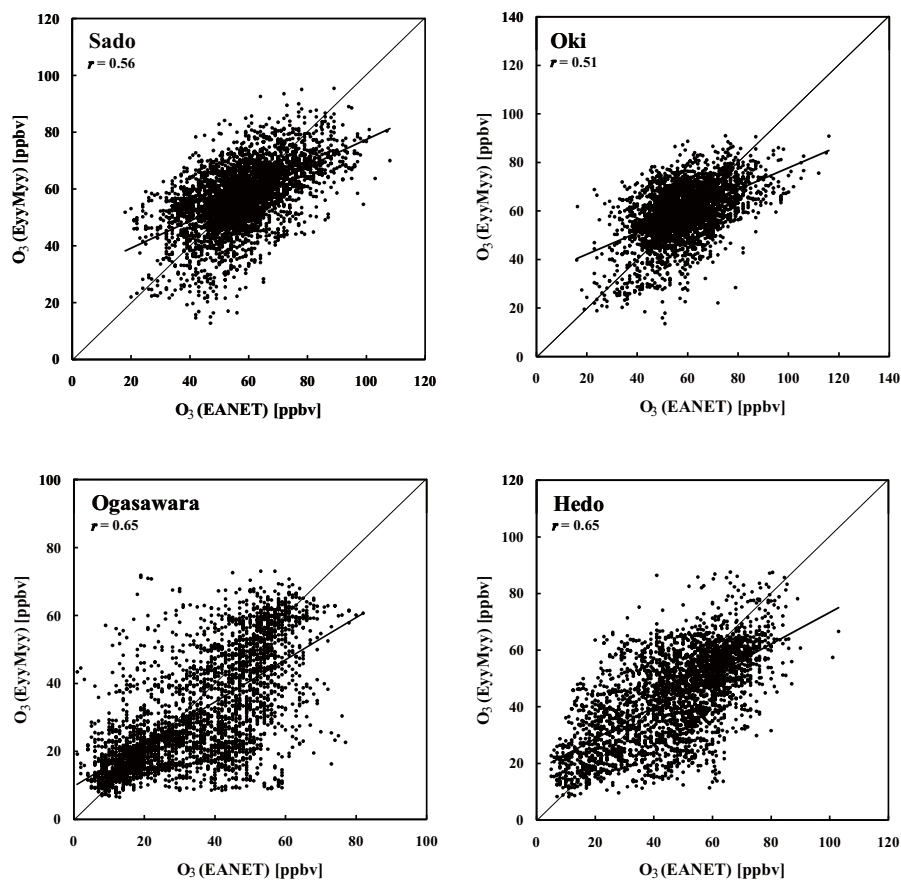 Sado
r = 0.56
120
100
80
60
40
20
0
O3 (EyyMyy) [ppbv]
0 20 40 60 80 100 120
O3 (EANET) [ppbv]
Oki
r = 0.51
140
120
100
80
60
40
20
0
O3 (EyyMyy) [ppbv]
0 20 40 60 80 100 120 140
O3 (EANET) [ppbv]
Ogasawara
r = 0.65
100
80
60
40
20
0
O3 (EyyMyy) [ppbv]
0 20 40 60 80 100
O3 (EANET) [ppbv]
Hedo
r = 0.65
120
100
80
60
40
20
0
O3 (EyyMyy) [ppbv]
0 20 40 60 80 100 120
O3 (EANET) [ppbv]